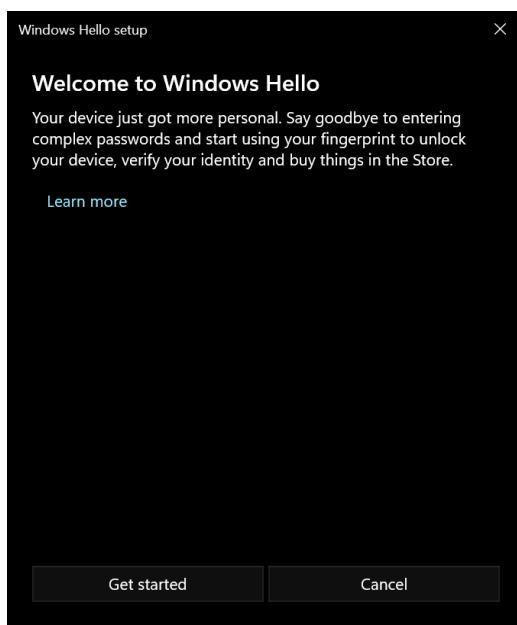 Windows Hello setup
Welcome to Windows Hello
Your device just got more personal. Say goodbye to entering
complex passwords and start using your fingerprint to unlock
your device, verify your identity and buy things in the Store.
Learn more
Get started
Cancel